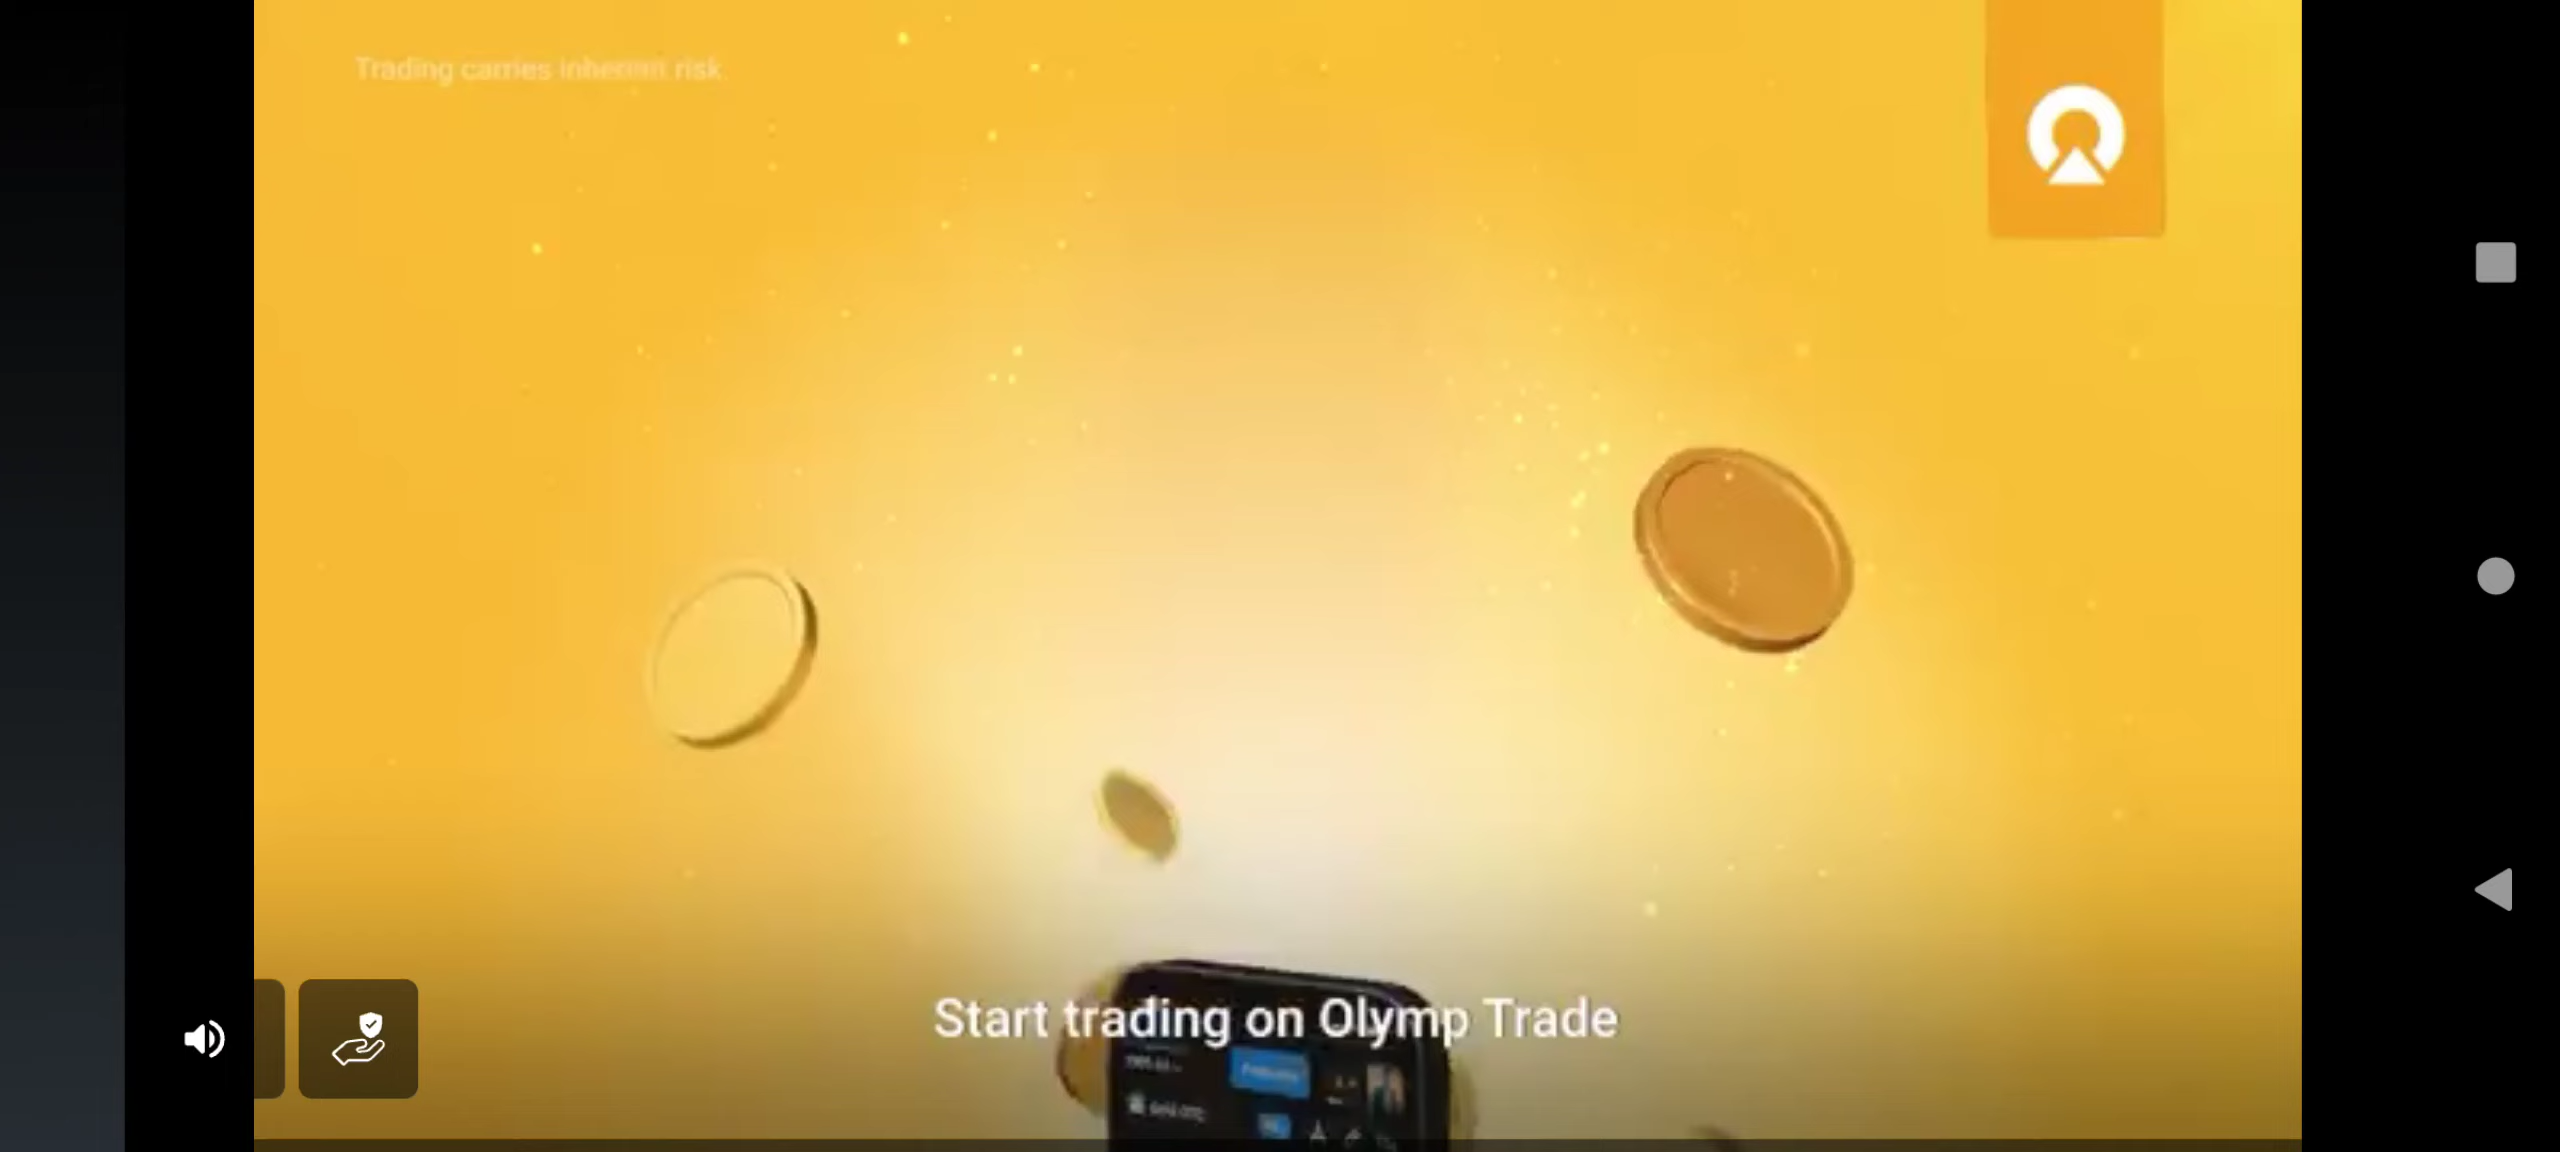 Trading carries inherent risk
Start trading on Olymp Trade